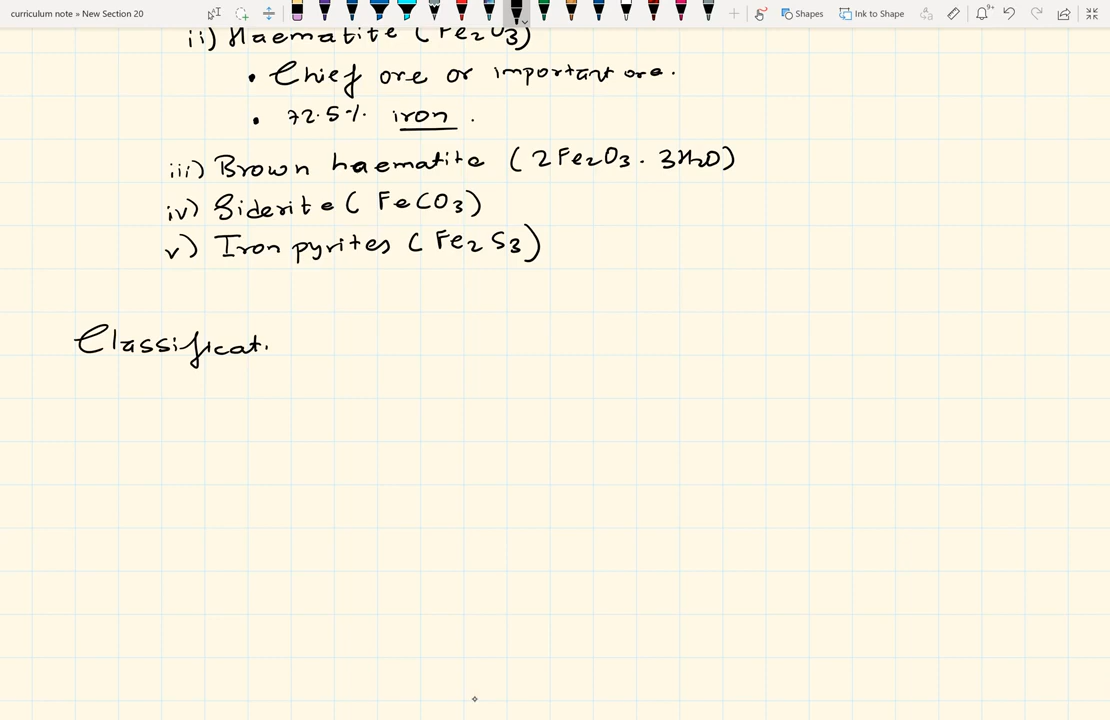 curriculum note » New Section 20
Shapes
Ink to Shape
9+
ii) Haematite (Fe2O3)
• Chief ore or important ore.
• 72.5%. iron.
iii) Brown haematite (2Fe2O3. 3H2O)
iv) Siderite (FeCO3)
v) Iron pyrites (Fe2S3)
Classificat.